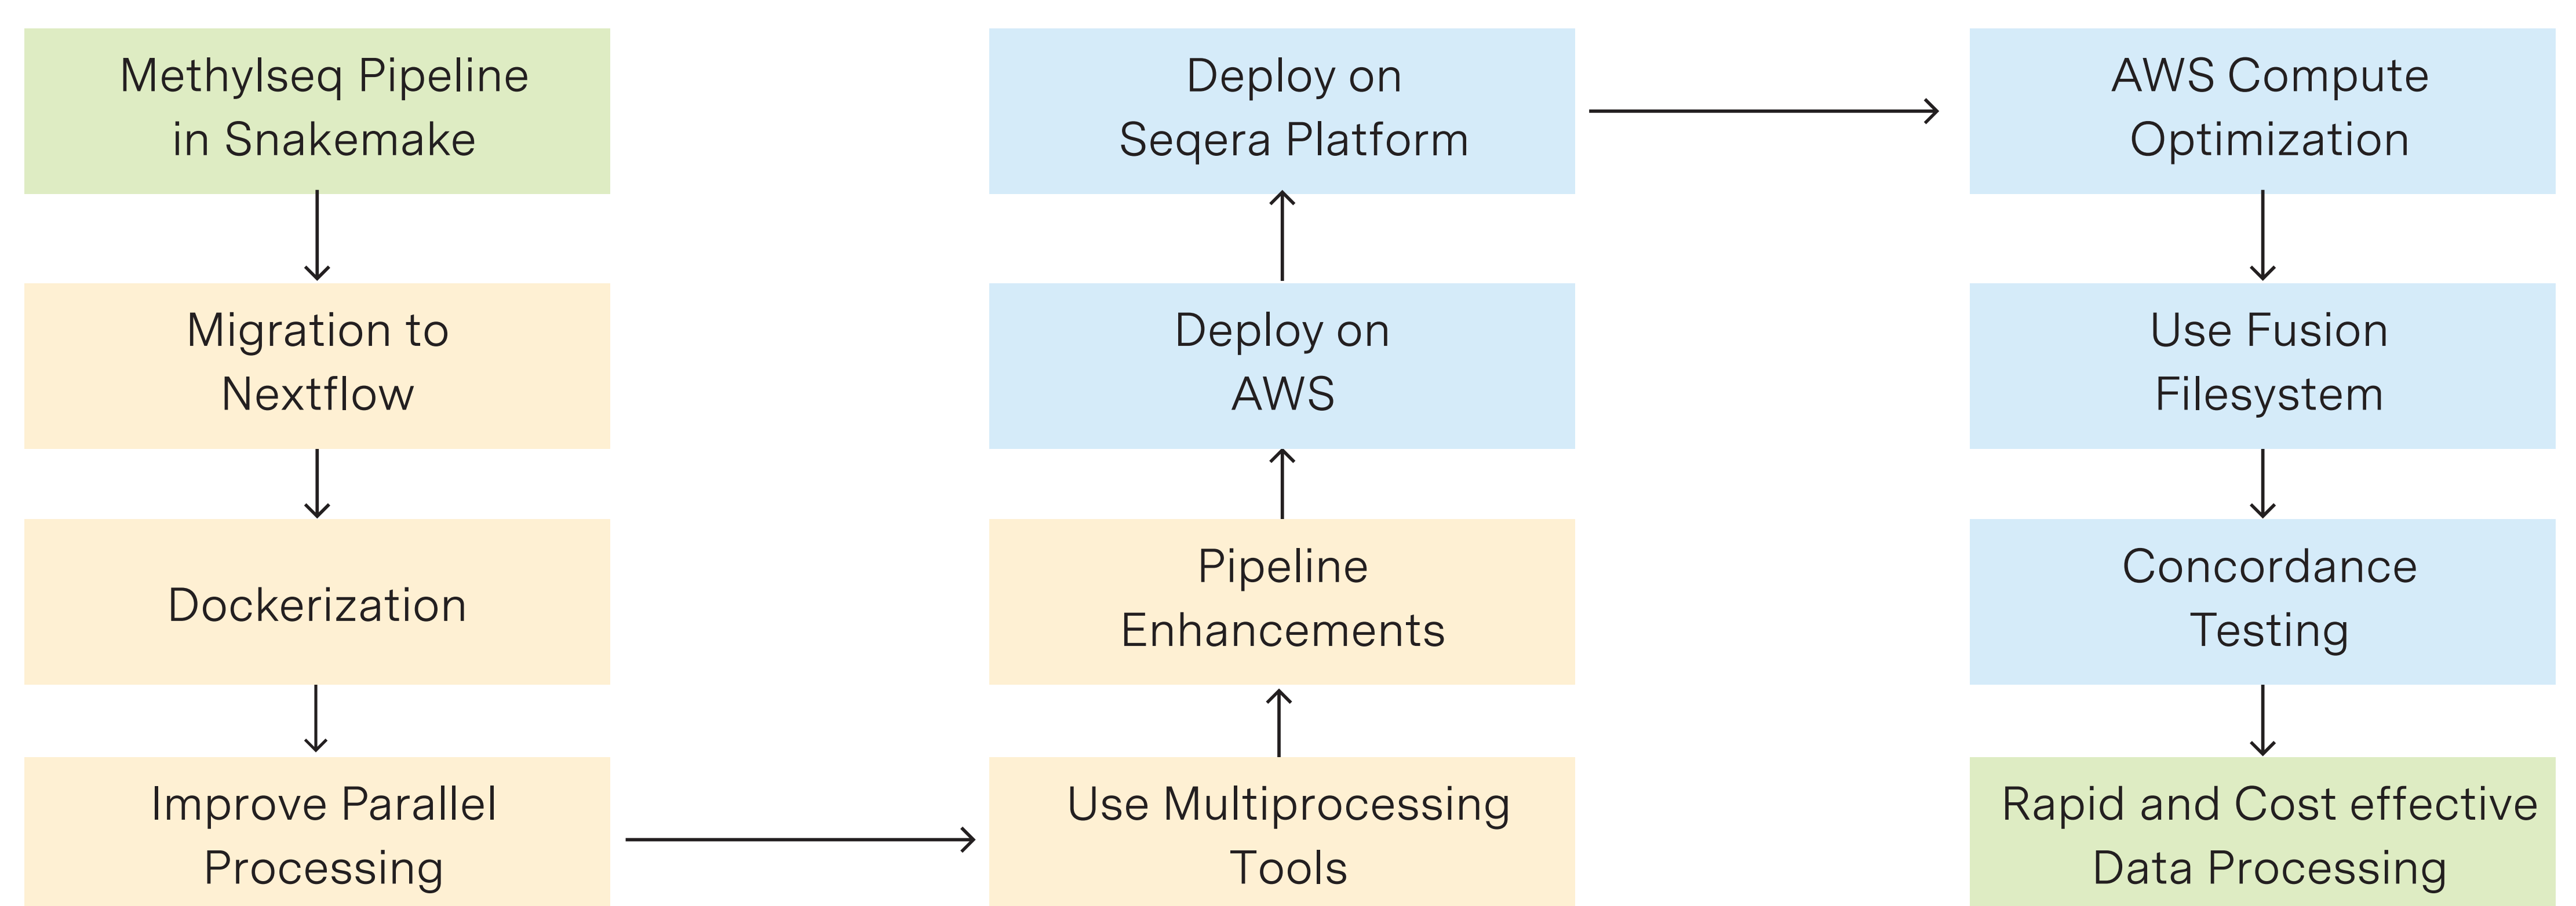 Methylseq Pipeline
in Snakemake
Migration to
Nextflow
Dockerization
Improve Parallel
Processing
Use Multiprocessing
Tools
Pipeline
Enhancements
Deploy on
AWS
Deploy on
Seqera Platform
AWS Compute
Optimization
Use Fusion
Filesystem
Concordance
Testing
Rapid and Cost effective
Data Processing